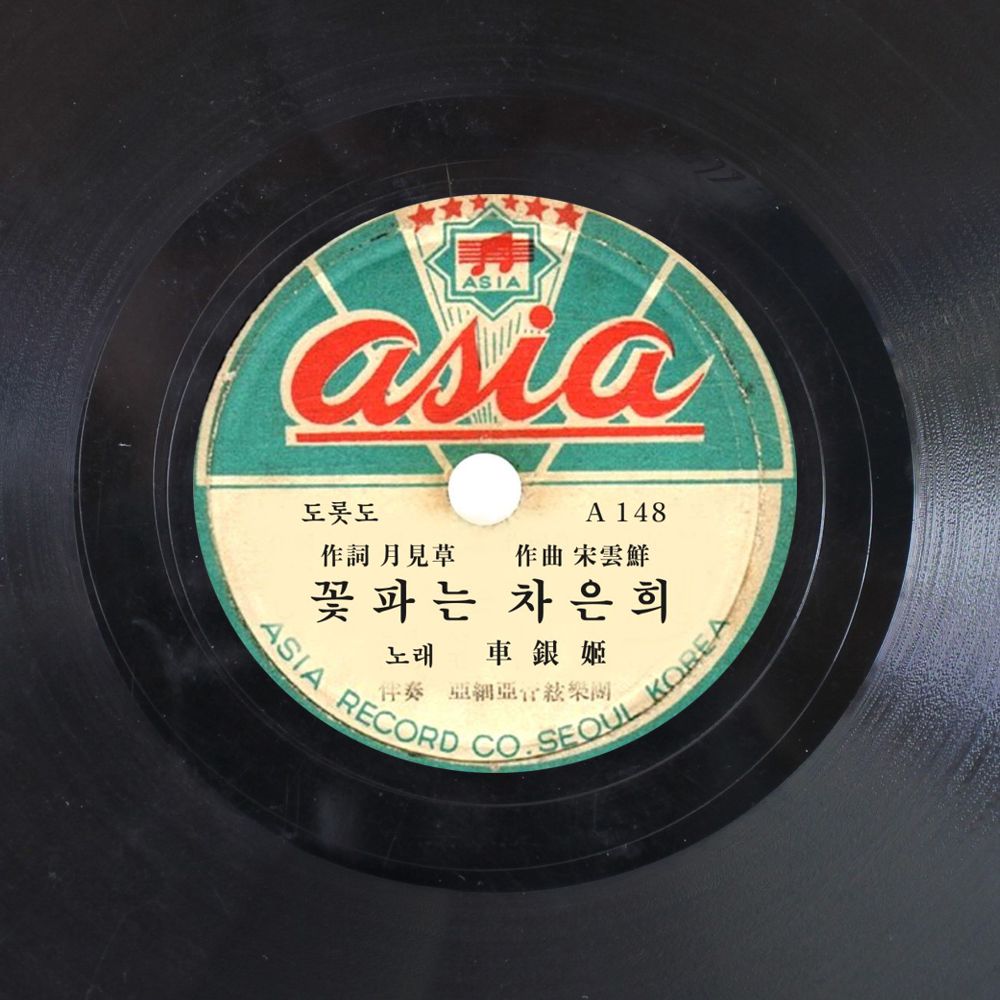 ASIA
asia
도롯도 A 148
作詞 月見草 作曲 宋雲鮮
꽃파는 차은희
노래 車銀姬
伴奏 亞細亞管絃樂團
ASIA RECORD CO. SEOUL KOREA